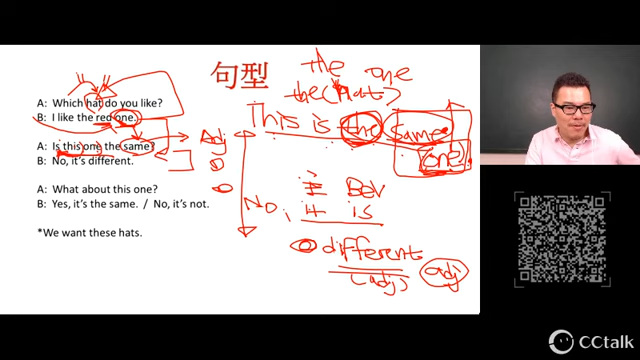 句型
A: Which hat do you like?
B: I like the red one.
A: Is this one the same?
B: No, it's different.
A: What about this one?
B: Yes, it's the same. / No, it's not.
*We want these hats.
the one
the (hat)
This is the same
one.
Adj
BeV
No, it is
different
(adj) adj
CCtalk